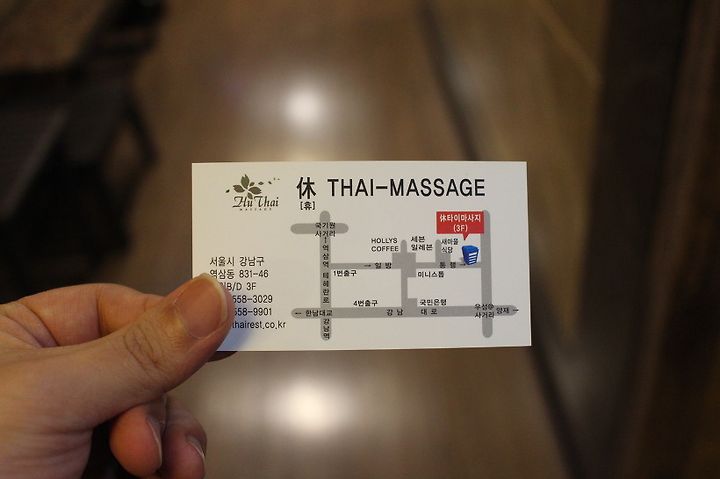 Hu Thai
MASSAGE
休 THAI-MASSAGE
[휴]
서울시 강남구
역삼동 831-46
B/D 3F
558-3029
558-9901
thairest.co.kr
국기원
사거리
↑
역삼역
테헤란로
강남역
HOLLYS
COFFEE
세븐
일레븐
새마을
식당
休타이마사지
(3F)
→ 일방 통행 →
1번출구
미니스톱
4번출구
국민은행
← 한남대교
강남 대로
우성@
사거리
양재 →